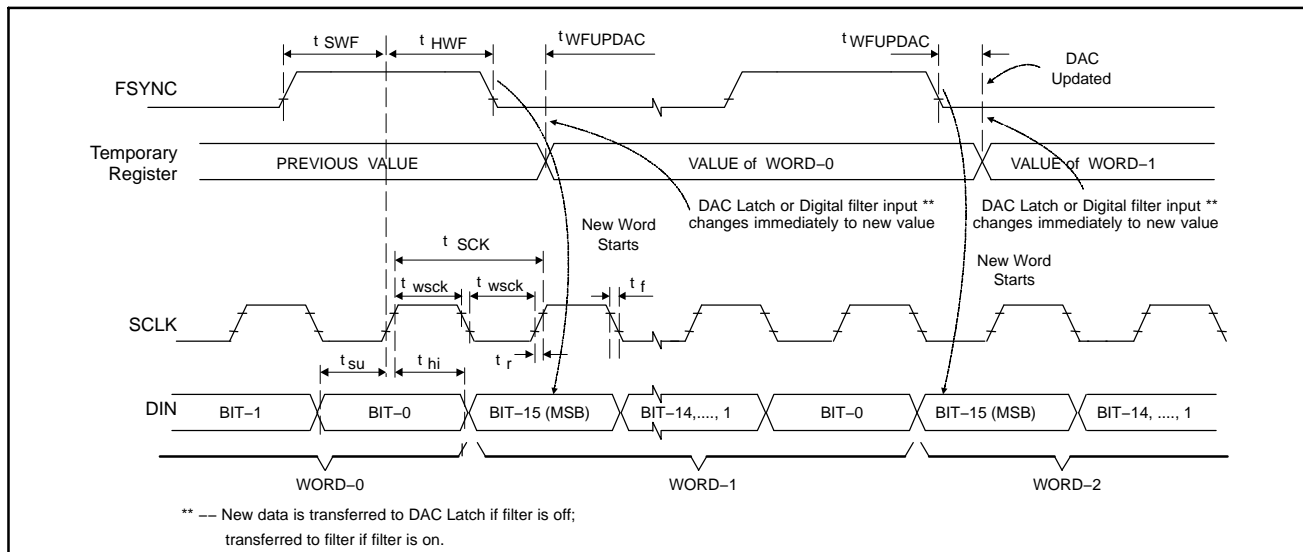 t SWF
t HWF
t WFUPDAC
t WFUPDAC
DAC
Updated
FSYNC
Temporary
Register
PREVIOUS VALUE
VALUE of WORD–0
VALUE of WORD–1
DAC Latch or Digital filter input **
changes immediately to new value
DAC Latch or Digital filter input **
changes immediately to new value
New Word
Starts
New Word
Starts
t SCK
t wsck
t wsck
t f
SCLK
t su
t hi
t r
DIN
BIT–1
BIT–0
BIT–15 (MSB)
BIT–14,...., 1
BIT–0
BIT–15 (MSB)
BIT–14, ...., 1
WORD–0
WORD–1
WORD–2
** –– New data is transferred to DAC Latch if filter is off;
transferred to filter if filter is on.